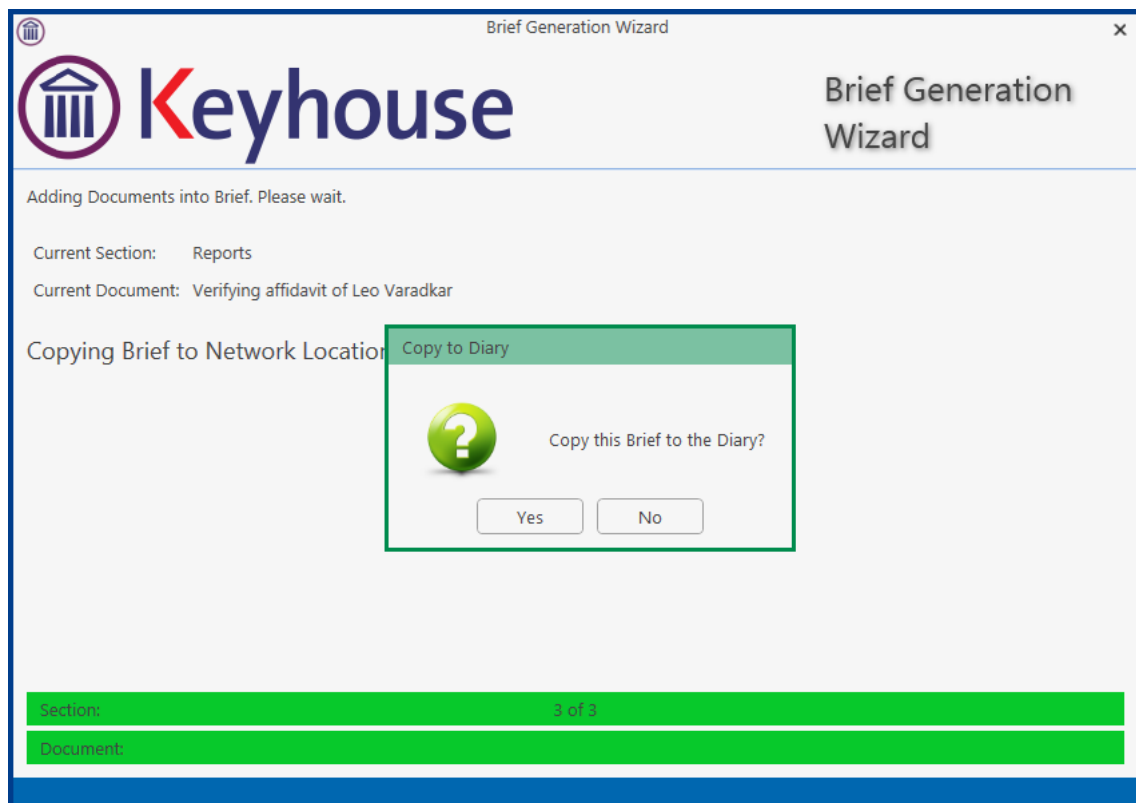 Brief Generation Wizard
Keyhouse
Brief Generation
Wizard
Adding Documents into Brief. Please wait.
Current Section: Reports
Current Document: Verifying affidavit of Leo Varadkar
Copying Brief to Network Location
Copy to Diary
Copy this Brief to the Diary?
Yes No
Section: 3 of 3
Document: